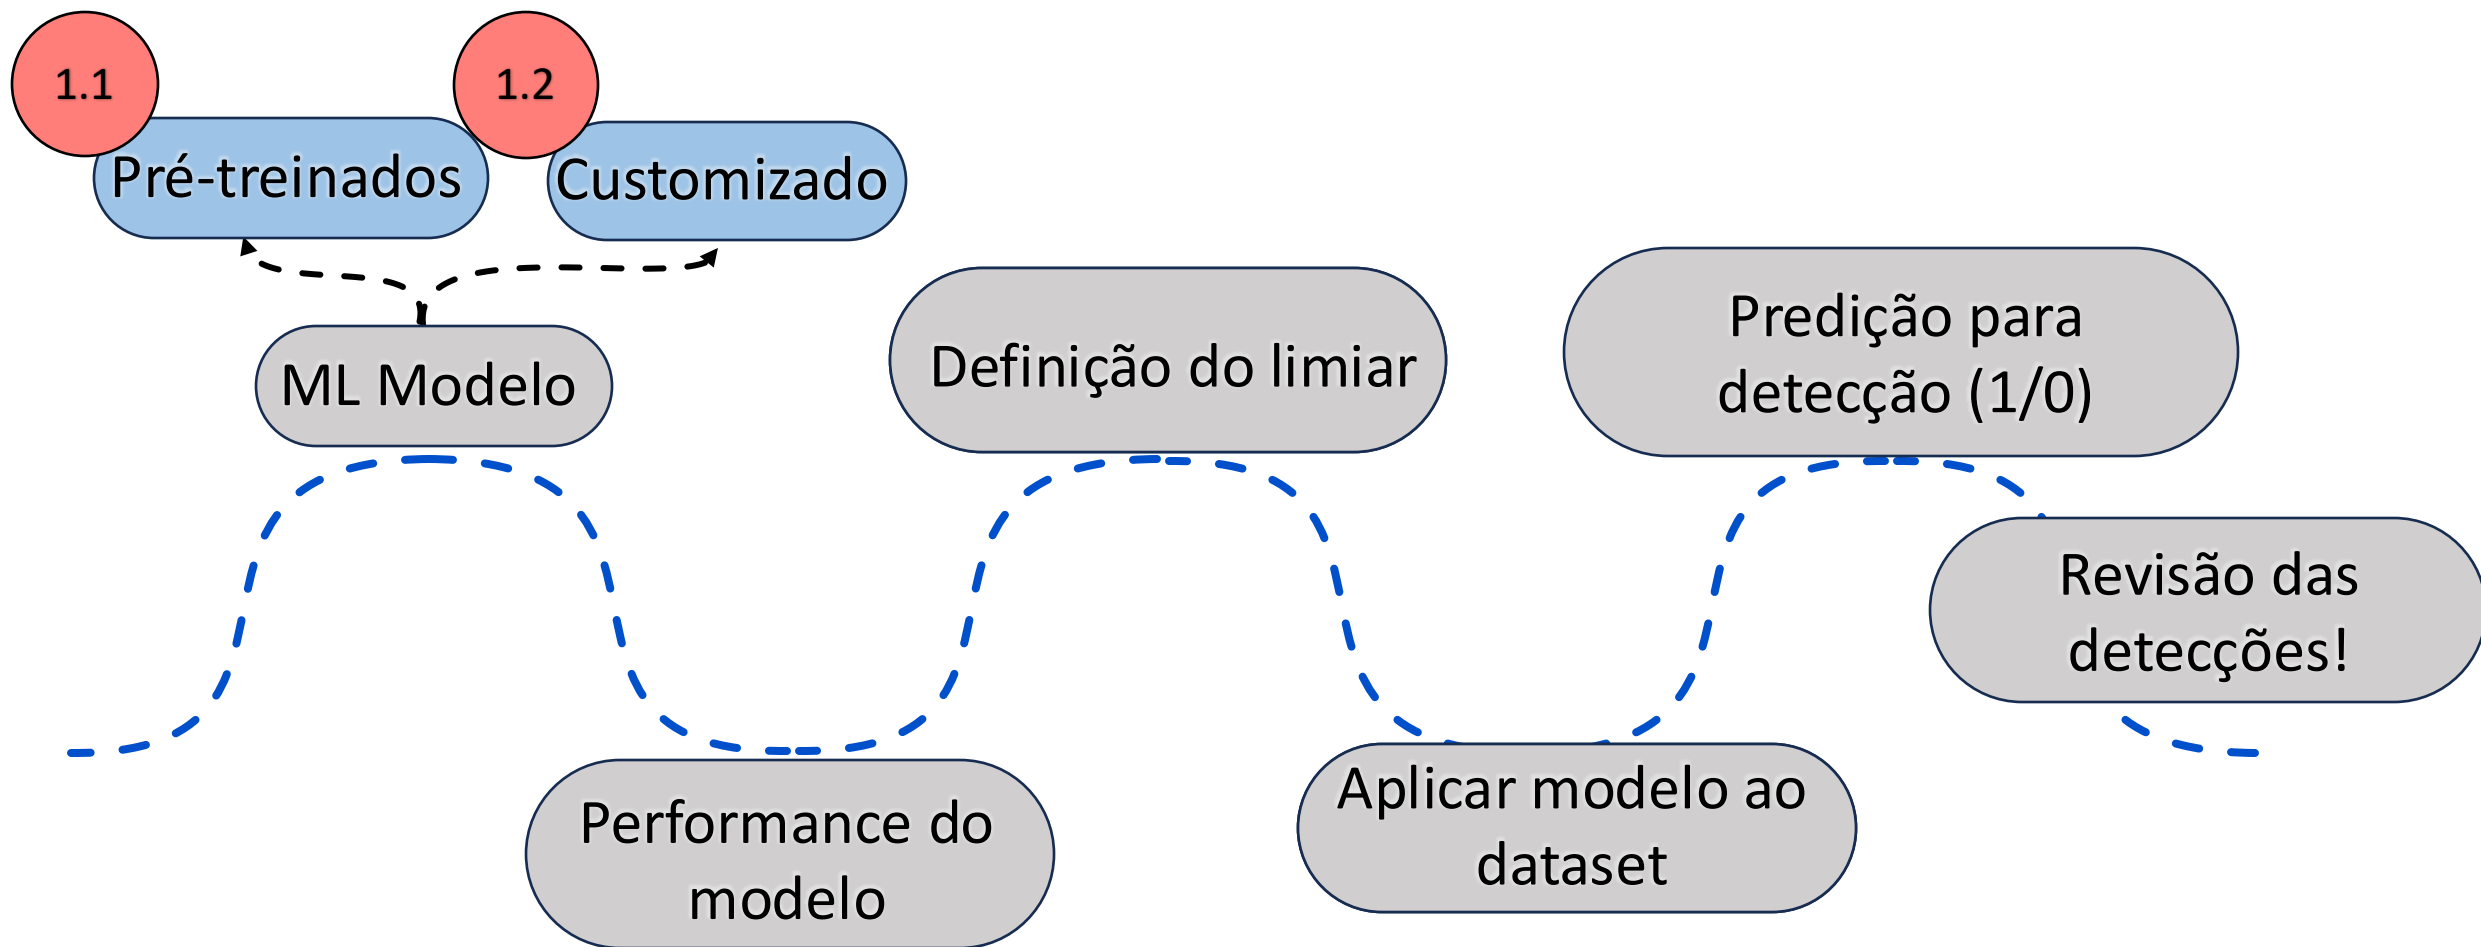 1.1
Pré-treinados
1.2
Customizado
ML Modelo
Performance do
modelo
Definição do limiar
Aplicar modelo ao
dataset
Predição para
detecção (1/0)
Revisão das
detecções!